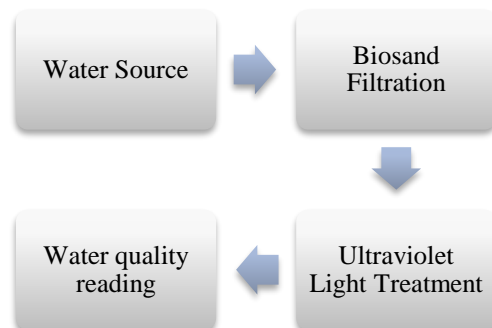 Water Source
Biosand
Filtration
Ultraviolet
Light Treatment
Water quality
reading